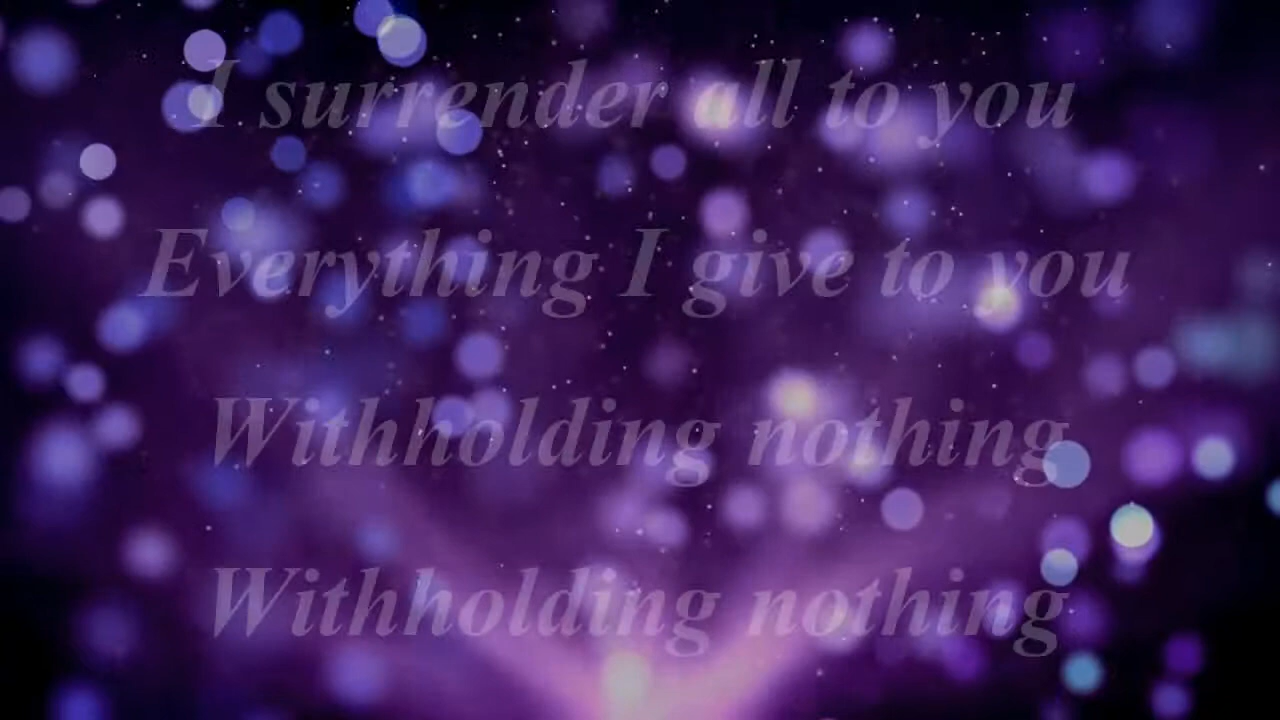 I surrender all to you
Everything I give to you
Withholding nothing
Withholding nothing